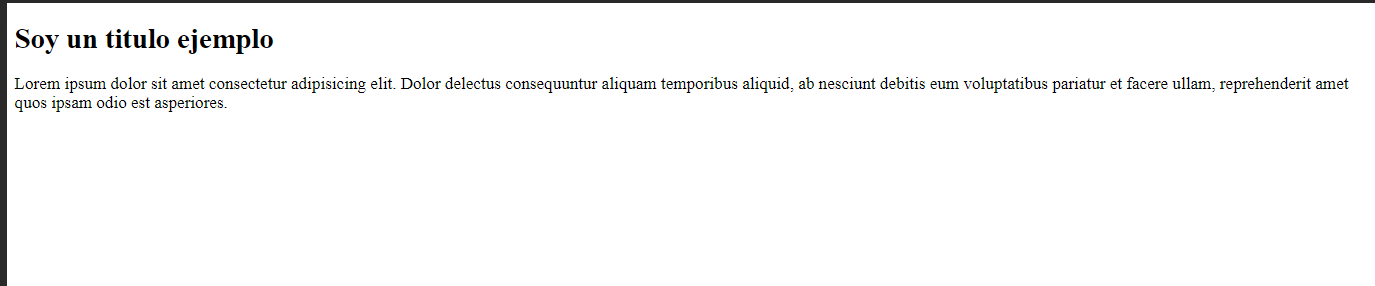 Soy un titulo ejemplo
Lorem ipsum dolor sit amet consectetur adipisicing elit. Dolor delectus consequuntur aliquam temporibus aliquid, ab nesciunt debitis eum voluptatibus pariatur et facere ullam, reprehenderit amet
quos ipsam odio est asperiores.